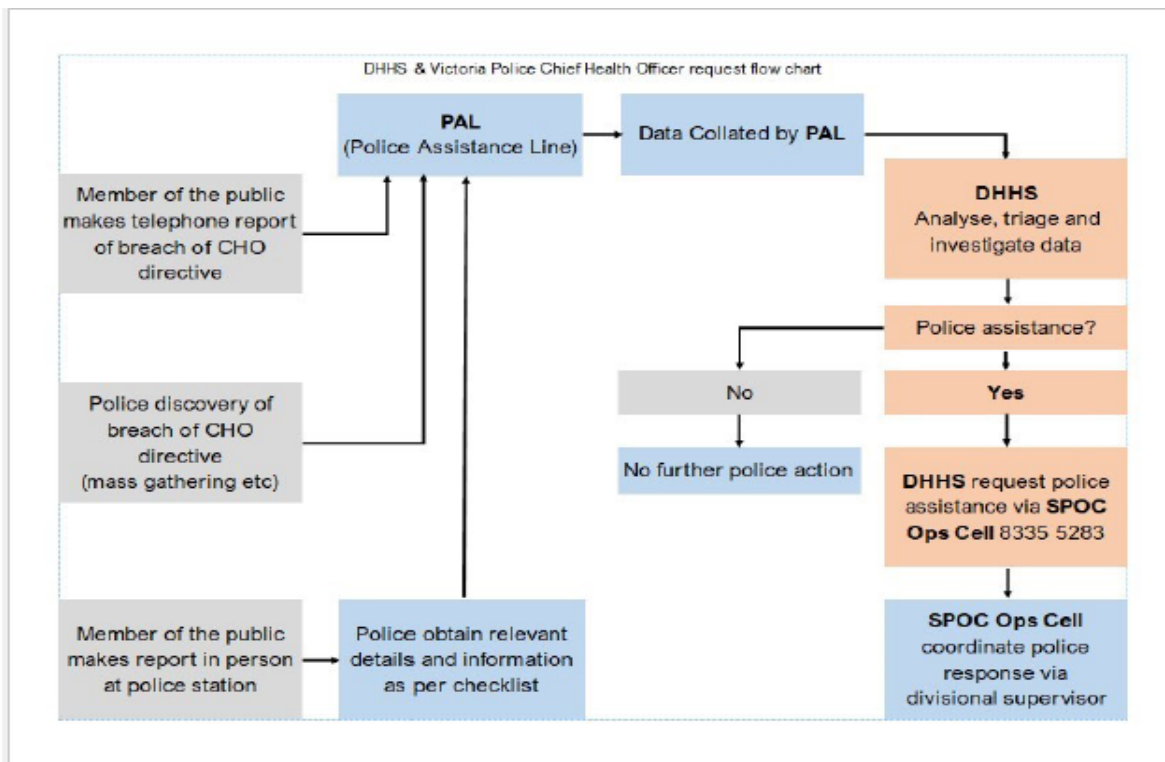 DHHS & Victoria Police Chief Health Officer request flow chart
PAL
(Police Assistance Line)
Data Collated by PAL
Member of the public
makes telephone report
of breach of CHO
directive
DHHS
Analyse, triage and
investigate data
Police assistance?
Police discovery of
breach of CHO
directive
(mass gathering etc)
No
Yes
No further police action
DHHS request police
assistance via SPOC
Ops Cell 8335 5283
Member of the public
makes report in person
at police station
Police obtain relevant
details and information
as per checklist
SPOC Ops Cell
coordinate police
response via
divisional supervisor